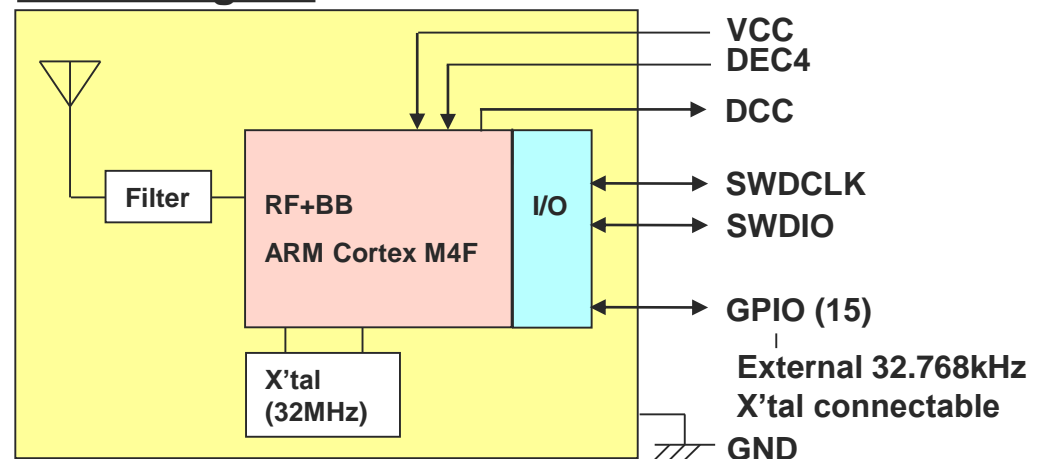 VCC
DEC4
DCC
Filter
RF+BB
ARM Cortex M4F
I/O
SWDCLK
SWDIO
GPIO (15)
External 32.768kHz
X'tal connectable
X'tal
(32MHz)
GND